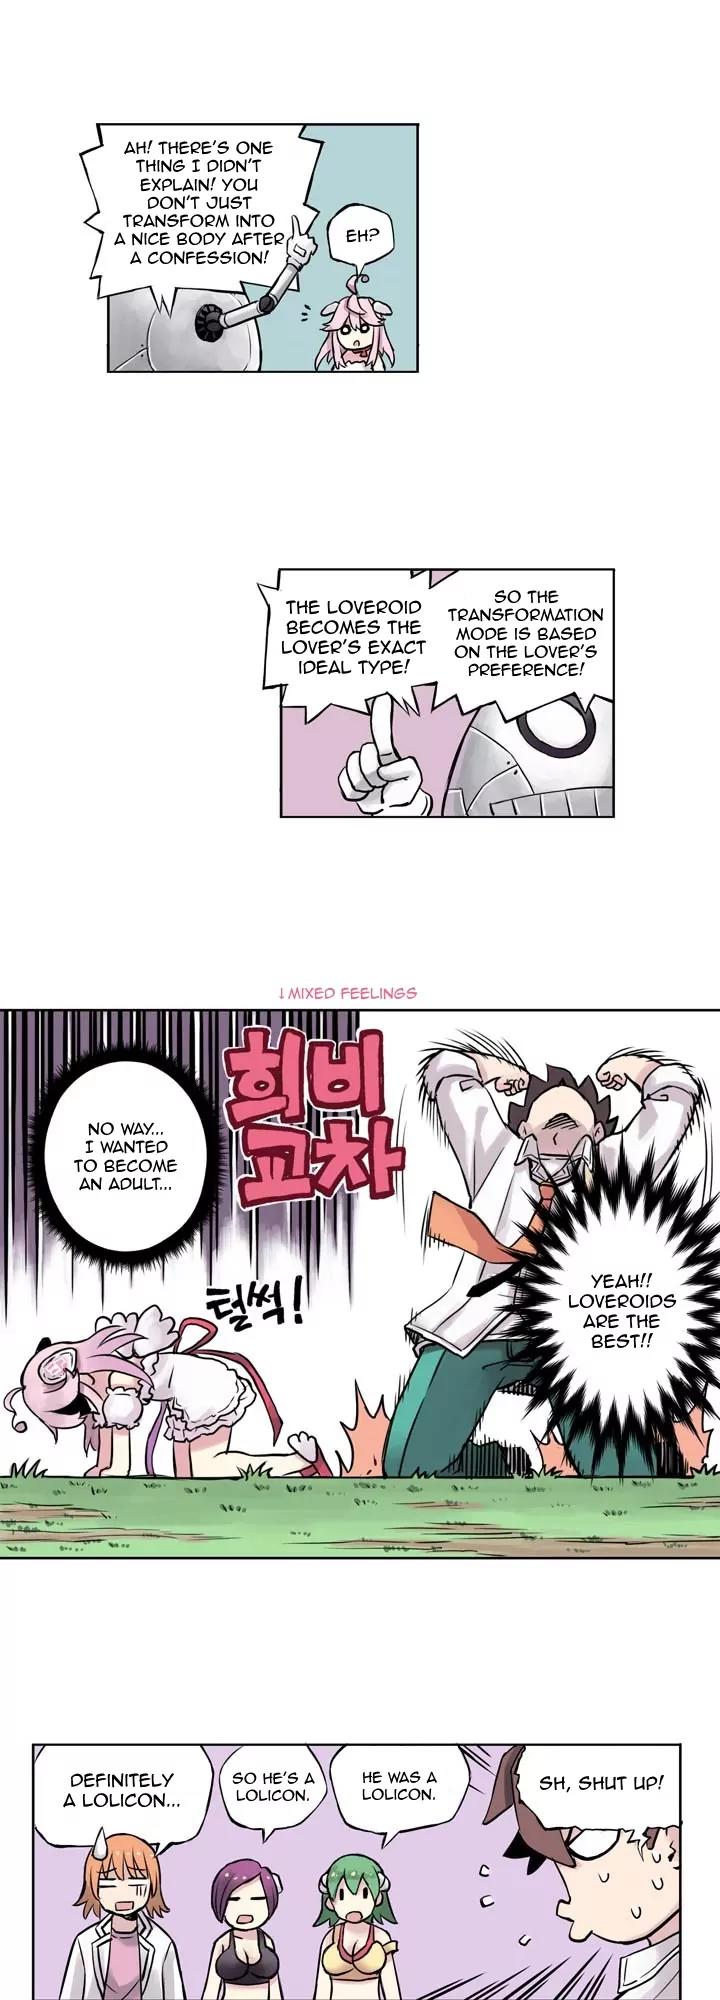 AH! THERE'S ONE
THING I DIDN'T
EXPLAIN! YOU
DON'T JUST
TRANSFORM INTO
A NICE BODY AFTER
A CONFESSION!
EH?
THE LOVEROID
BECOMES THE
LOVER'S EXACT
IDEAL TYPE!
SO THE
TRANSFORMATION
MODE IS BASED
ON THE LOVER'S
PREFERENCE!
↓MIXED FEELINGS
희비
교차
NO WAY...
I WANTED
TO BECOME
AN ADULT...
털썩!
YEAH!!
LOVEROIDS
ARE THE
BEST!!
DEFINITELY
A LOLICON...
SO HE'S A
LOLICON.
HE WAS A
LOLICON.
SH, SHUT UP!